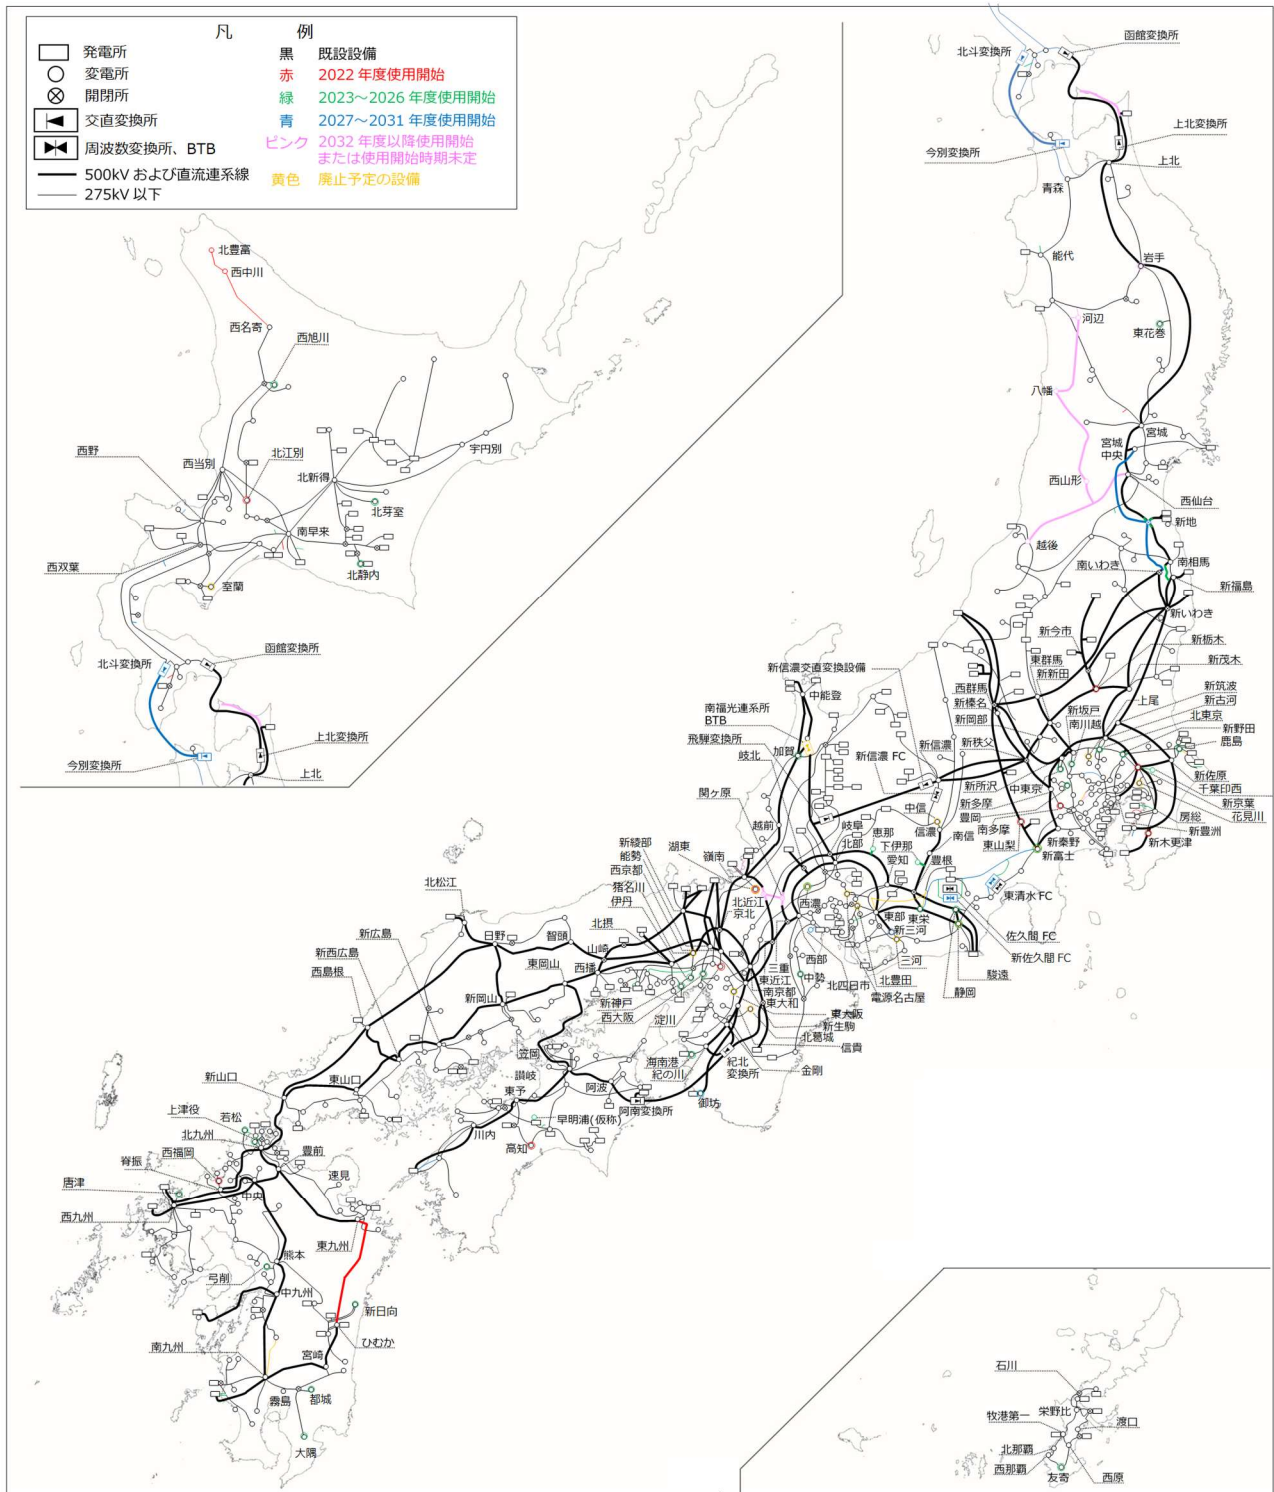 凡 例
発電所
変電所
開閉所
交直変換所
周波数変換所、BTB
500kV および直流連系線
275kV 以下
黒 既設設備
赤 2022 年度使用開始
緑 2023～2026 年度使用開始
青 2027～2031 年度使用開始
ピンク 2032 年度以降使用開始
または使用開始時期未定
黄色 廃止予定の設備
北豊富
西中川
西名寄
西旭川
宇円別
西野
西当別
北江別
北新得
北芽室
南早来
西双葉
室蘭
北静内
函館変換所
北斗変換所
上北変換所
今別変換所
上北
北斗変換所
函館変換所
上北変換所
今別変換所
上北
青森
能代
岩手
河辺
東花巻
八幡
宮城
宮城
中央
西山形
西仙台
新地
越後
南相馬
南いわき
新福島
新いわき
新今市
新栃木
東群馬
新茂木
新新田
西群馬
新榛名
新筑波
上尾
新坂戸
新古河
新岡部
南川越
北東京
新野田
鹿島
新信濃交直変換設備
中能登
南福光連系所
BTB
飛騨変換所
加賀
新信濃
新秩父
岐北
新信濃 FC
新所沢
中東京
新佐原
千葉印西
関ヶ原
新多摩
新京葉
中信
豊岡
房総
花見川
越前
岐阜
恵那
信濃
南信
南多摩
新秦野
新豊洲
新綾部
北部
下伊那
東山梨
新木更津
能勢
湖東
嶺南
愛知
豊根
新富士
西京都
猪名川
東清水 FC
北松江
伊丹
北近江
京北
西濃
東部
東栄
北摂
新三河
佐久間 FC
新広島
日野
智頭
山崎
西部
三河
新佐久間 FC
新西広島
東岡山
西播
三重
中勢
北豊田
駿遠
西島根
東近江
北四日市
静岡
新岡山
新神戸
南京都
電源名古屋
西大阪
淀川
東大和
東大阪
新生駒
笠岡
北葛城
新山口
東山口
讃岐
海南港
信貴
紀の川
紀北
変換所
金剛
東予
阿波
上津役
若松
阿南変換所
御坊
北九州
早明浦(仮称)
西福岡
豊前
川内
高知
脊振
速見
唐津
中央
西九州
東九州
熊本
弓削
中九州
新日向
南九州
宮崎
ひむか
霧島
都城
大隅
石川
栄野比
牧港第一
渡口
北那覇
西那覇
友寄
西原